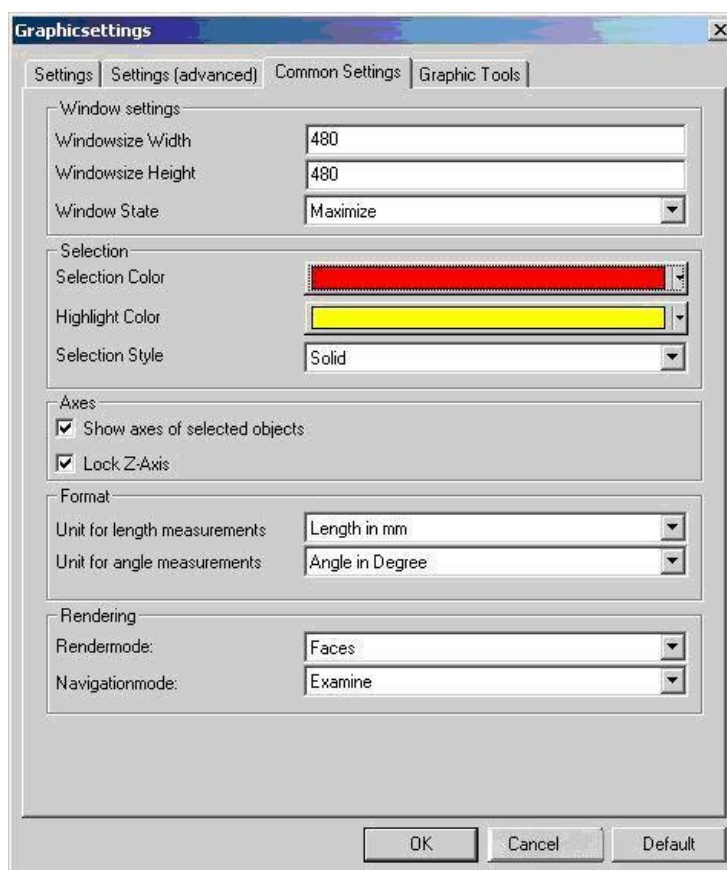 Graphicsettings
Settings
Settings (advanced)
Common Settings
Graphic Tools
Window settings
Windowsize Width 480
Windowsize Height 480
Window State Maximize
Selection
Selection Color
Highlight Color
Selection Style Solid
Axes
Show axes of selected objects
Lock Z-Axis
Format
Unit for length measurements Length in mm
Unit for angle measurements Angle in Degree
Rendering
Rendermode: Faces
Navigationmode: Examine
OK Cancel Default